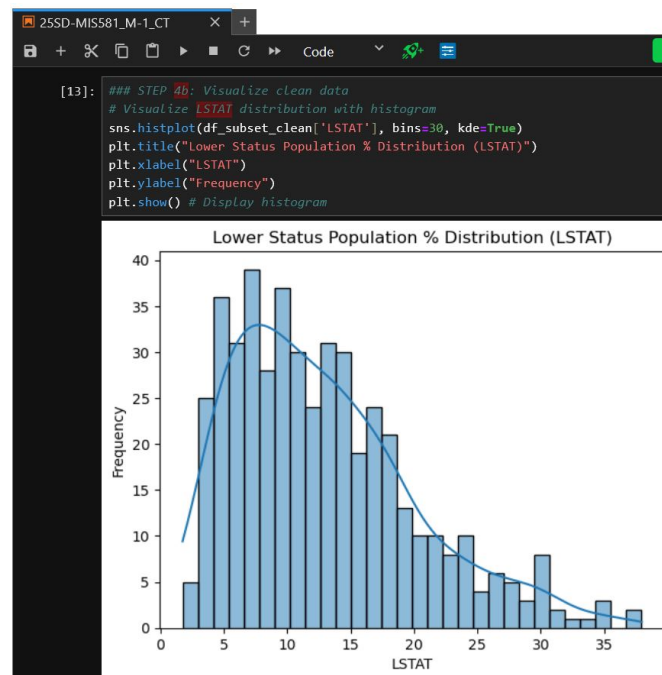 25SD-MIS581_M-1_CT
Code
[13]:
### STEP 4b: Visualize clean data
# Visualize LSTAT distribution with histogram
sns.histplot(df_subset_clean['LSTAT'], bins=30, kde=True)
plt.title("Lower Status Population % Distribution (LSTAT)")
plt.xlabel("LSTAT")
plt.ylabel("Frequency")
plt.show() # Display histogram
Lower Status Population % Distribution (LSTAT)
40
35
30
25
20
15
10
5
0
Frequency
0 5 10 15 20 25 30 35
LSTAT